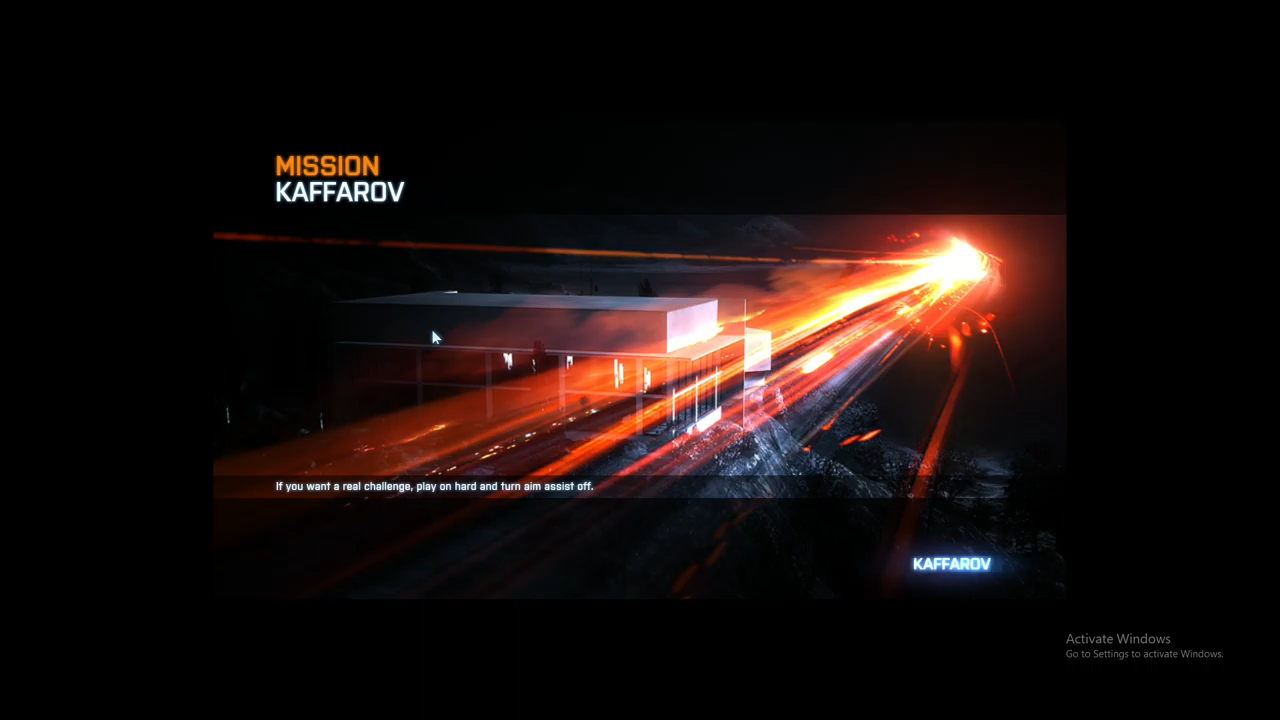 MISSION
KAFFAROV
If you want a real challenge, play on hard and turn aim assist off.
KAFFAROV
Activate Windows
Go to Settings to activate Windows.